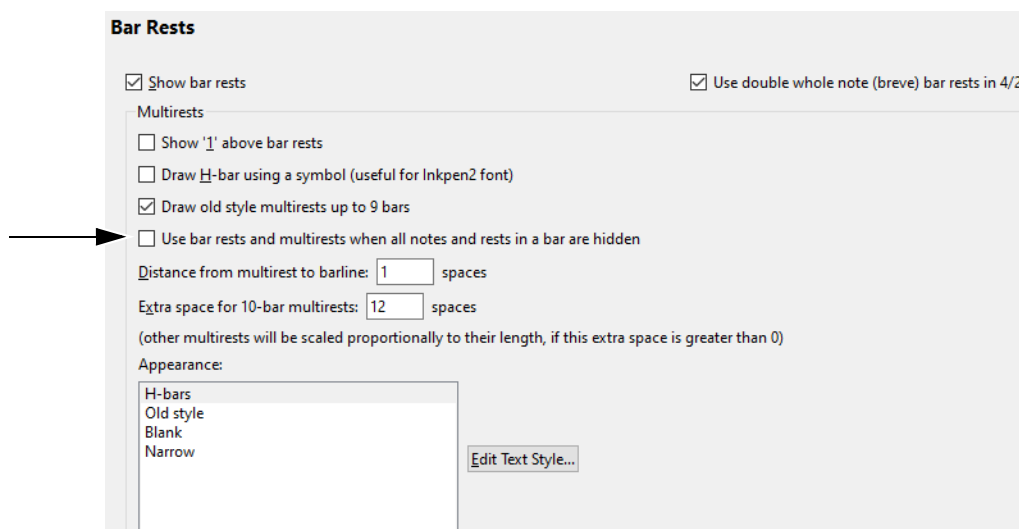 Bar Rests
Show bar rests
Use double whole note (breve) bar rests in 4/2
Multirests
Show '1' above bar rests
Draw H-bar using a symbol (useful for Inkpen2 font)
Draw old style multirests up to 9 bars
Use bar rests and multirests when all notes and rests in a bar are hidden
Distance from multirest to barline: 1 spaces
Extra space for 10-bar multirests: 12 spaces
(other multirests will be scaled proportionally to their length, if this extra space is greater than 0)
Appearance:
H-bars
Old style
Blank
Narrow
Edit Text Style...